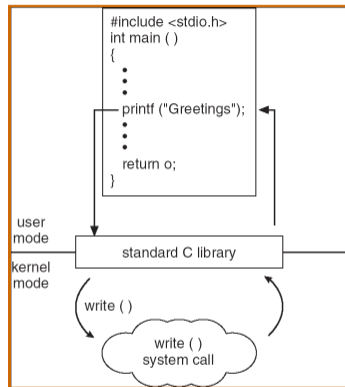 #include <stdio.h>
int main ( )
{
printf ("Greetings");
return o;
}
user
mode
standard C library
kernel
mode
write ( )
write ( )
system call